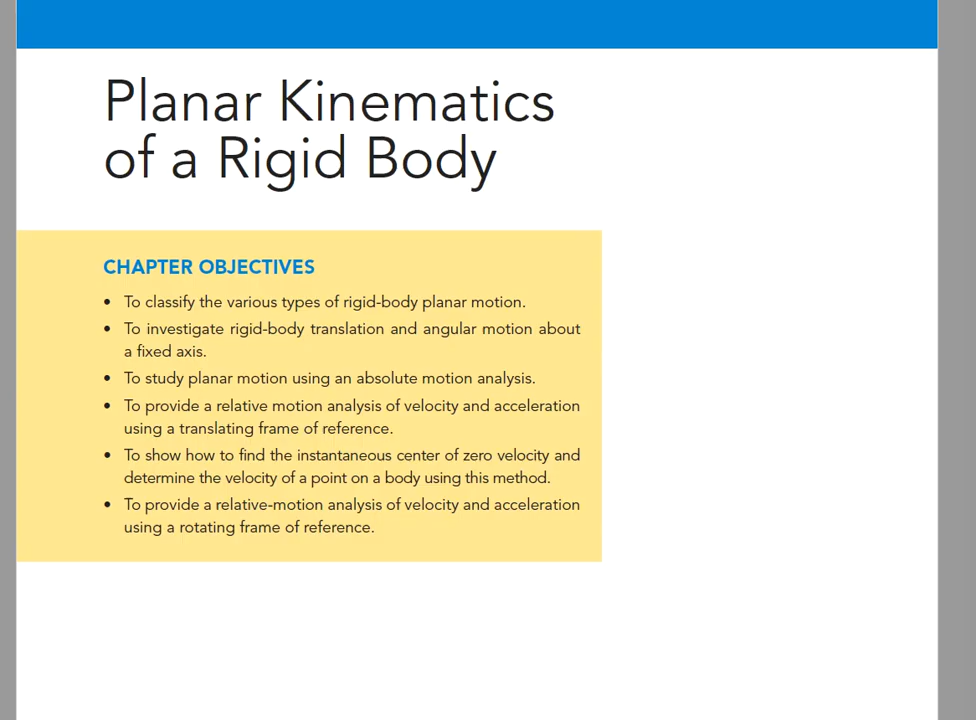 Planar Kinematics
of a Rigid Body
CHAPTER OBJECTIVES
• To classify the various types of rigid-body planar motion.
• To investigate rigid-body translation and angular motion about
a fixed axis.
• To study planar motion using an absolute motion analysis.
• To provide a relative motion analysis of velocity and acceleration
using a translating frame of reference.
• To show how to find the instantaneous center of zero velocity and
determine the velocity of a point on a body using this method.
• To provide a relative-motion analysis of velocity and acceleration
using a rotating frame of reference.